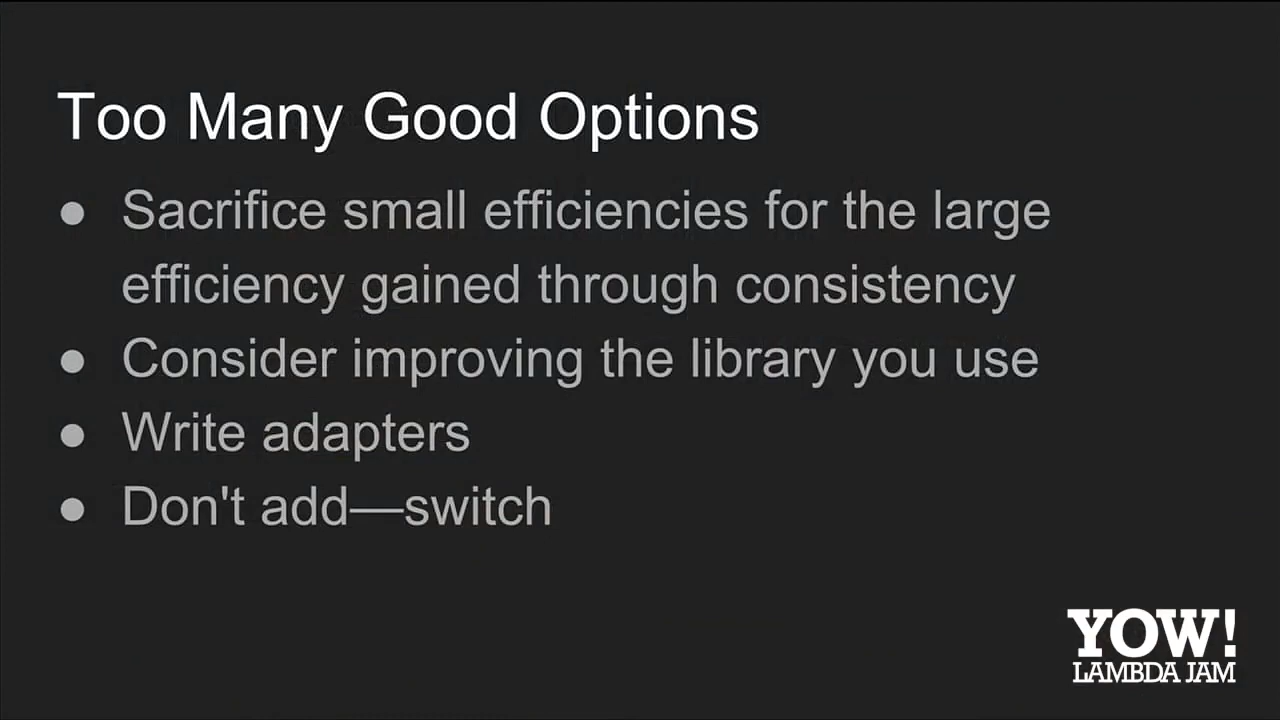 Too Many Good Options
● Sacrifice small efficiencies for the large
efficiency gained through consistency
● Consider improving the library you use
● Write adapters
● Don't add—switch
YOW!
LAMBDA JAM